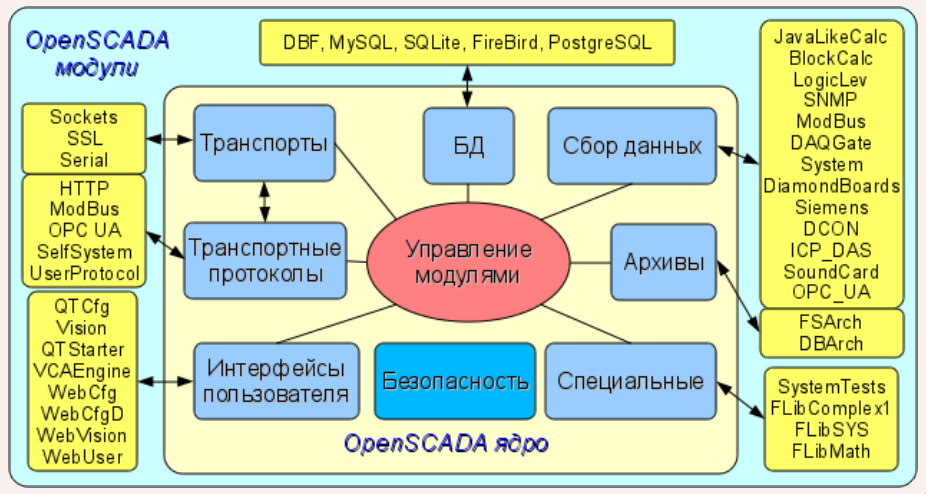 OpenSCADA
модули
DBF, MySQL, SQLite, FireBird, PostgreSQL
JavaLikeCalc
BlockCalc
LogicLev
SNMP
ModBus
DAQGate
System
DiamondBoards
Siemens
DCON
ICP_DAS
SoundCard
OPC_UA
Sockets
SSL
Serial
Транспорты
БД
Сбор данных
HTTP
ModBus
OPC UA
SelfSystem
UserProtocol
Транспортные
протоколы
Управление
модулями
Архивы
FSArch
DBArch
QTCfg
Vision
QTStarter
VCAEngine
WebCfg
WebCfgD
WebVision
WebUser
Интерфейсы
пользователя
Безопасность
Специальные
SystemTests
FLibComplex1
FLibSYS
FLibMath
OpenSCADA ядро